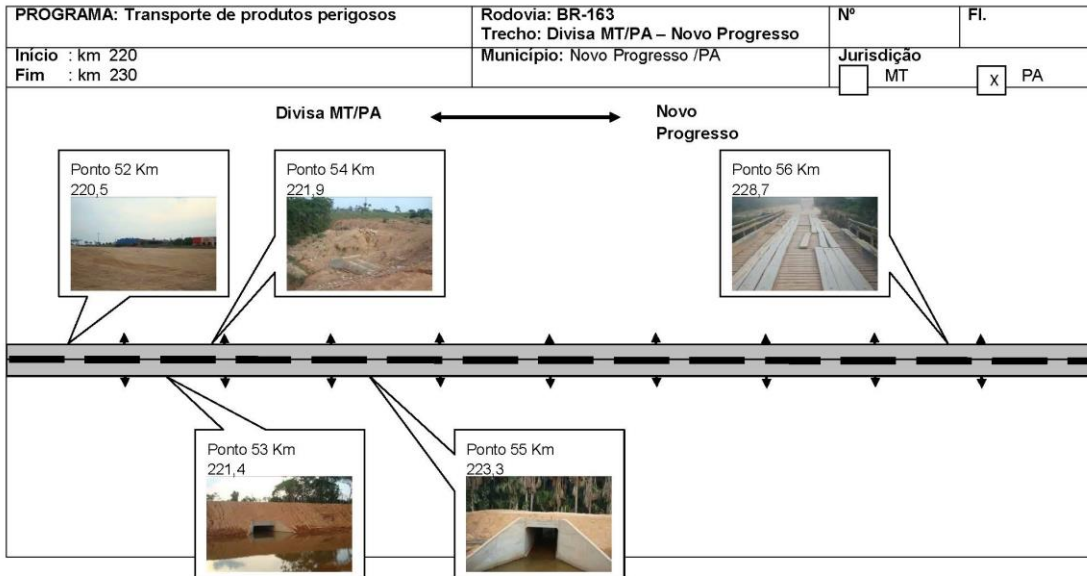 PROGRAMA: Transporte de produtos perigosos
Rodovia: BR-163
Trecho: Divisa MT/PA – Novo Progresso
Nº
Fl.
Início : km 220
Fim : km 230
Município: Novo Progresso /PA
Jurisdição
MT
X PA
Divisa MT/PA
Novo
Progresso
Ponto 52 Km
220,5
Ponto 54 Km
221,9
Ponto 56 Km
228,7
Ponto 53 Km
221,4
Ponto 55 Km
223,3